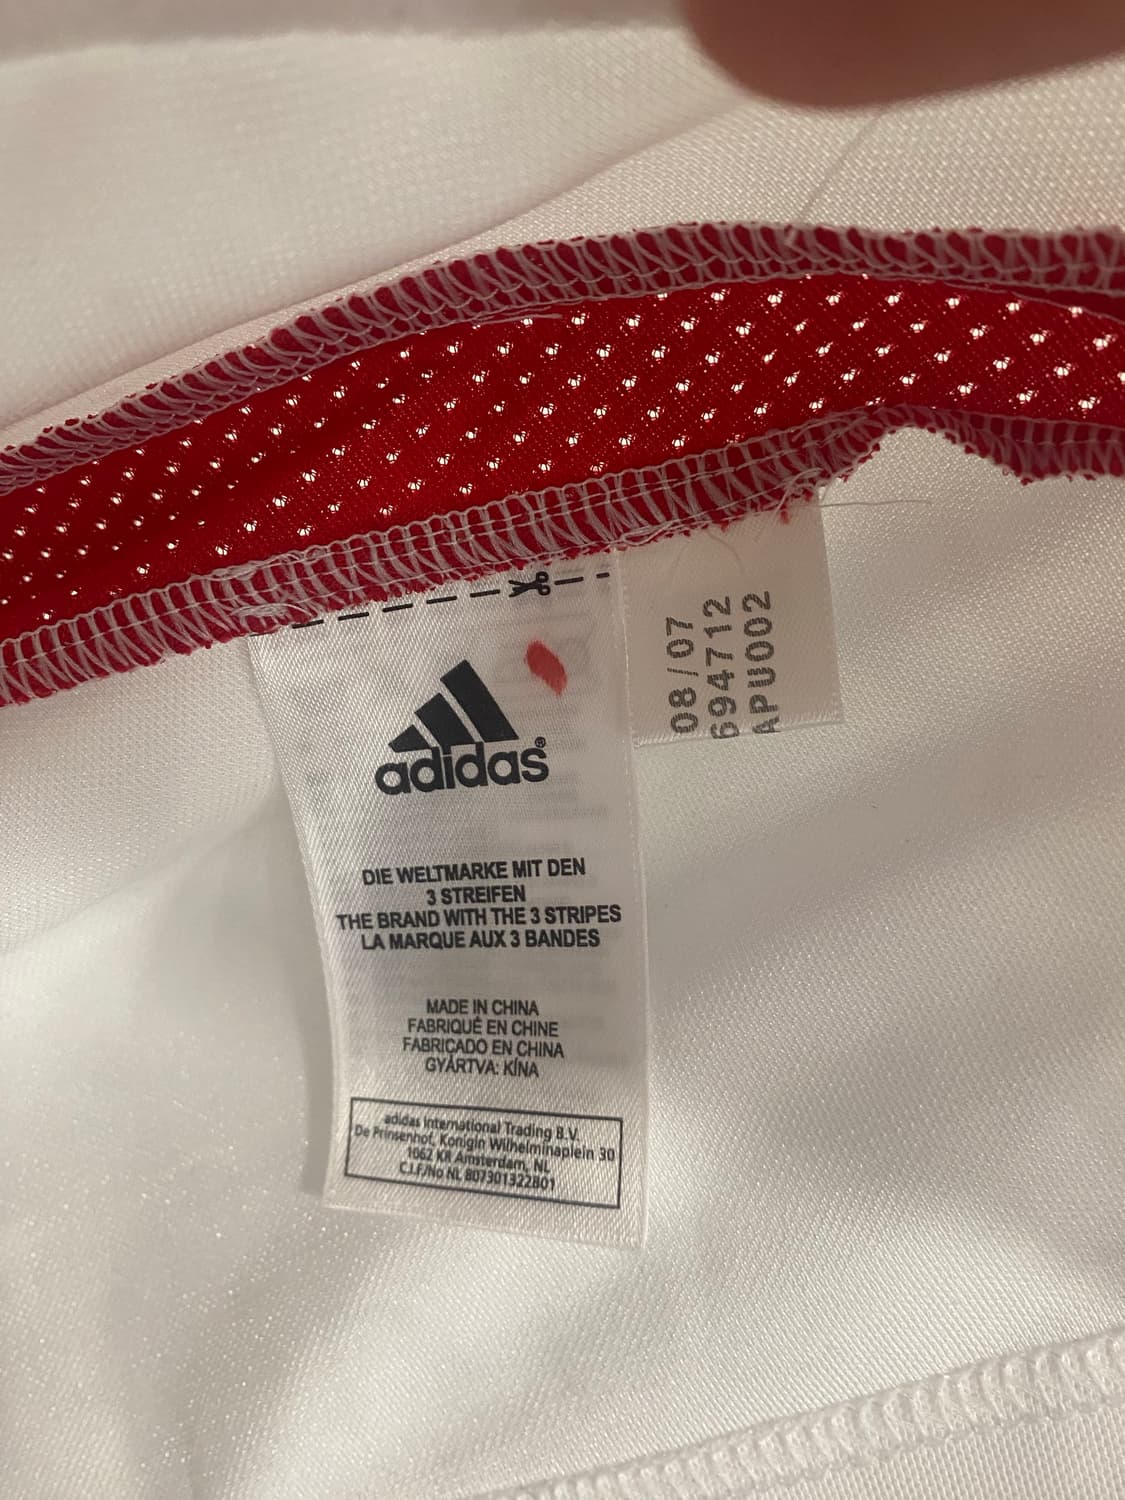 adidas®
DIE WELTMARKE MIT DEN
3 STREIFEN
THE BRAND WITH THE 3 STRIPES
LA MARQUE AUX 3 BANDES
MADE IN CHINA
FABRIQUÉ EN CHINE
FABRICADO EN CHINA
GYÁRTVA: KÍNA
adidas International Trading B.V.
De Prinsenhof, Konigin Wilhelminaplein 30
1062 KR Amsterdam, NL
C.I.F/No NL 807301322B01
08/07
694712
APU002